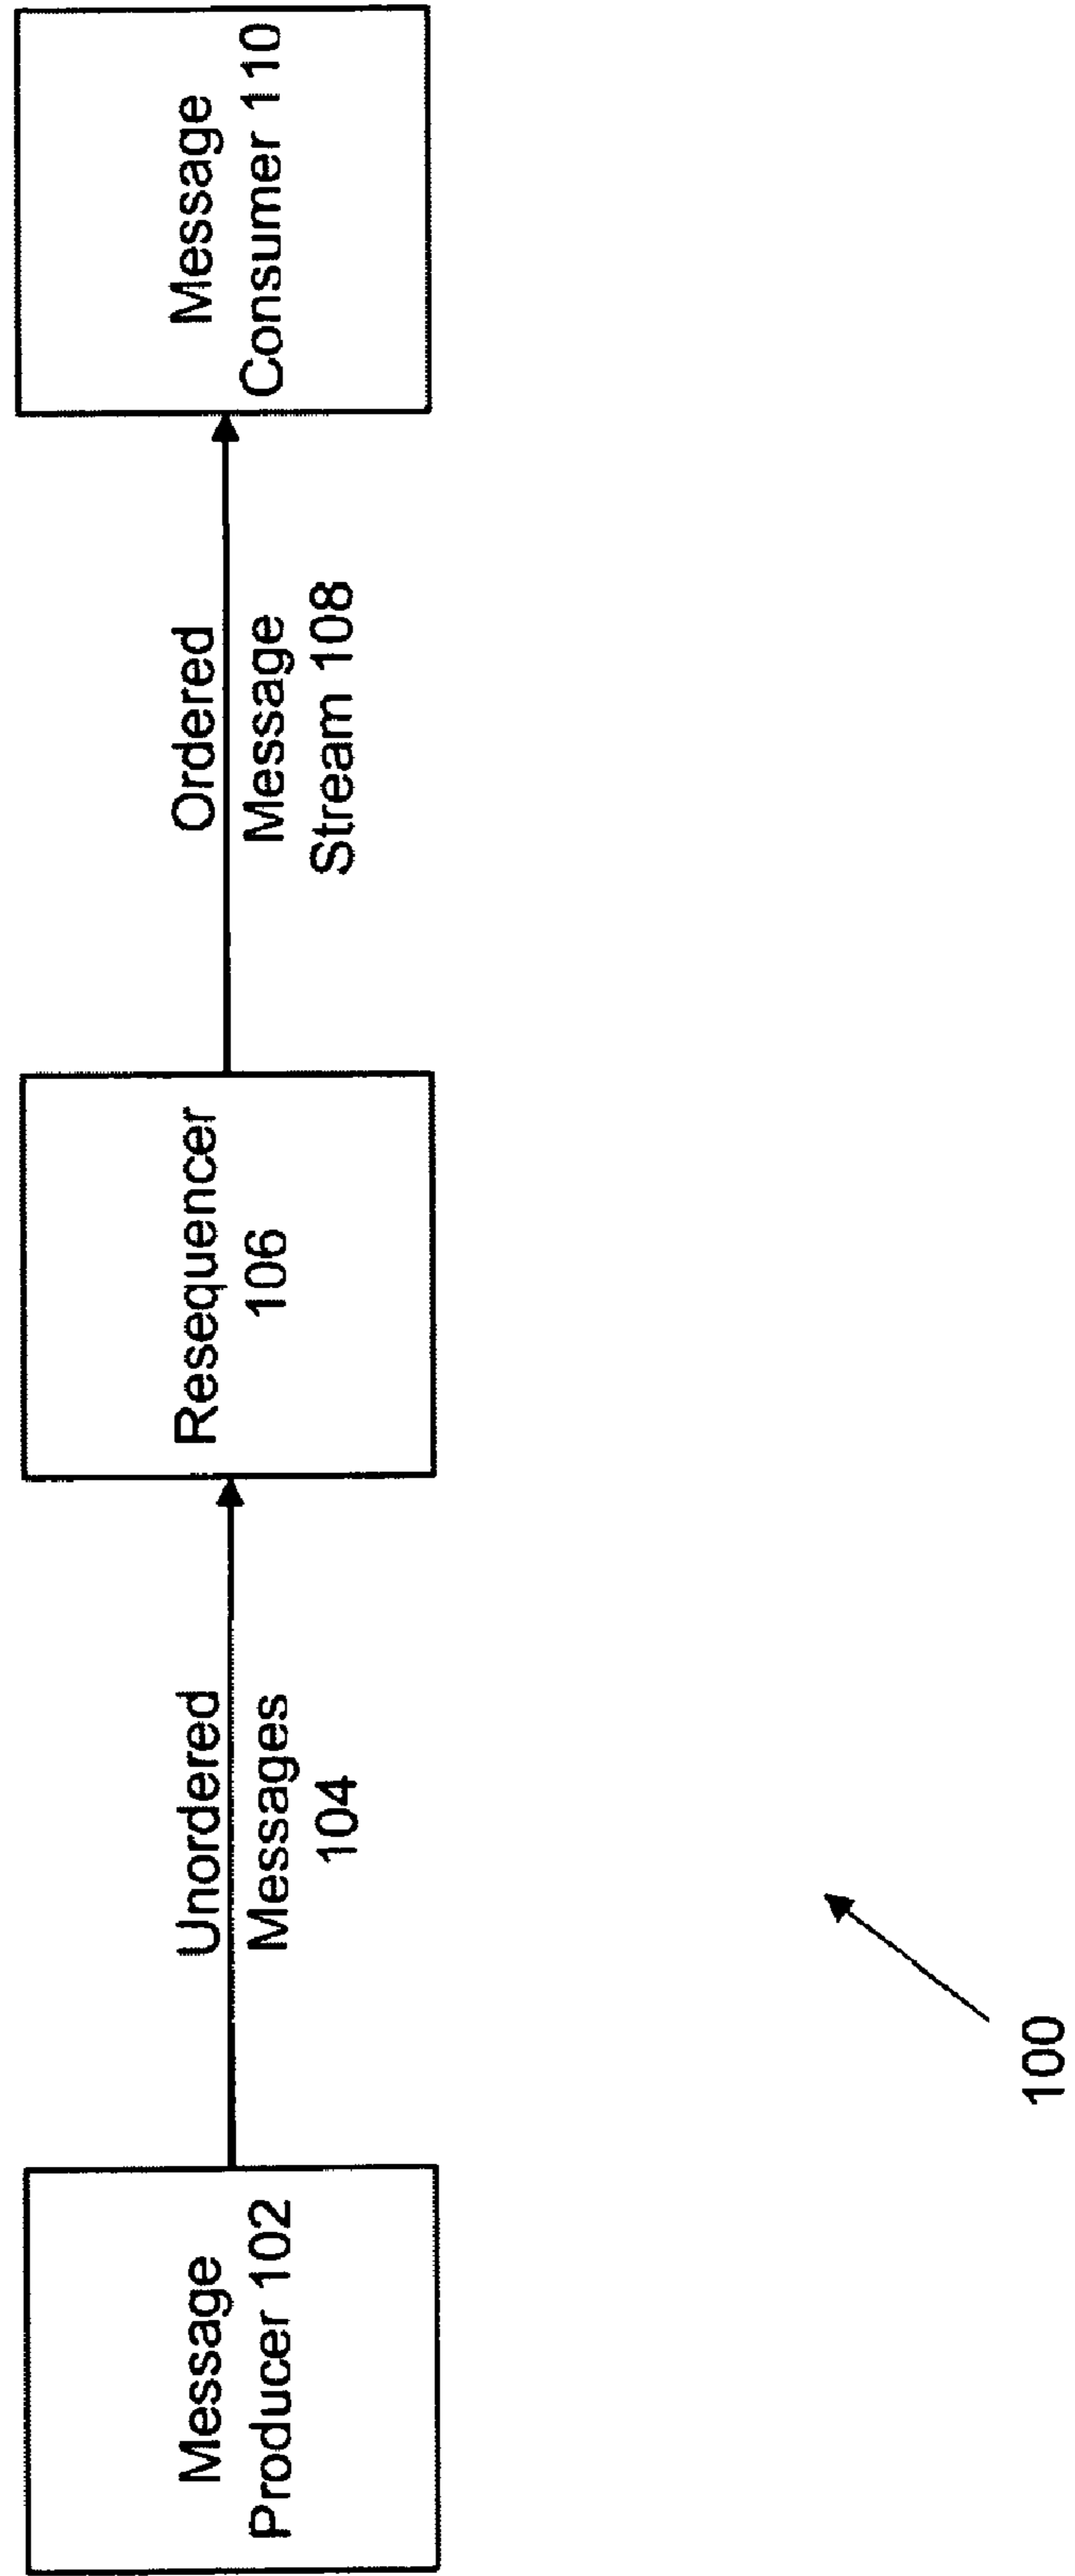 Message
Producer 102
Unordered
Messages
104
Resequencer
106
Ordered
Message
Stream 108
Message
Consumer 110
100